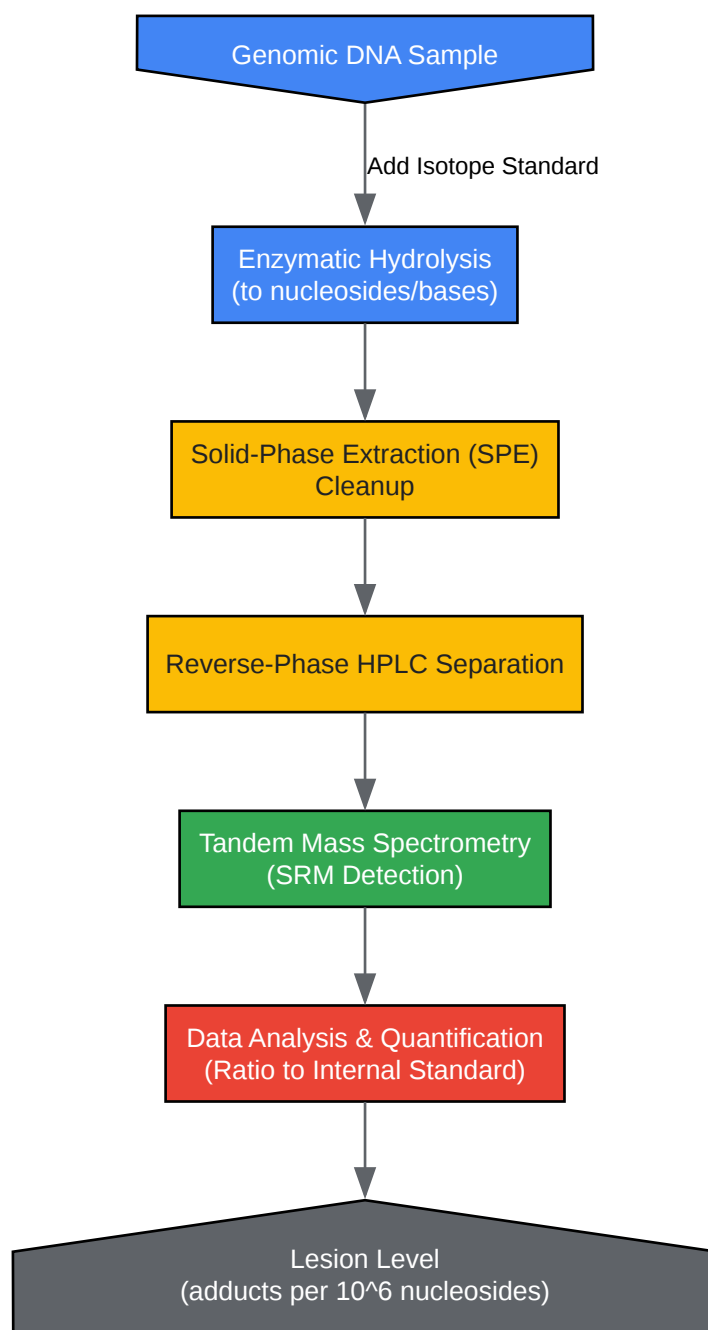 Genomic DNA Sample
Add Isotope Standard
Enzymatic Hydrolysis
(to nucleosides/bases)
Solid-Phase Extraction (SPE)
Cleanup
Reverse-Phase HPLC Separation
Tandem Mass Spectrometry
(SRM Detection)
Data Analysis & Quantification
(Ratio to Internal Standard)
Lesion Level
(adducts per 10^6 nucleosides)